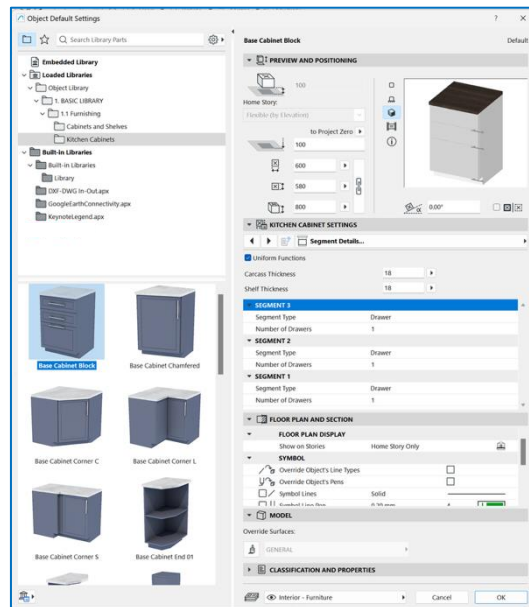 Object Default Settings
?
Search Library Parts
Embedded Library
Loaded Libraries
Object Library
1. BASIC LIBRARY
1.1 Furnishing
Cabinets and Shelves
Kitchen Cabinets
Built-in Libraries
Built-in Libraries
Library
DXF-DWG In-Out.apx
GoogleEarthConnectivity.apx
KeynoteLegend.apx
Base Cabinet Block
Base Cabinet Chamfered
Base Cabinet Corner C
Base Cabinet Corner L
Base Cabinet Corner S
Base Cabinet End 01
Base Cabinet Block
Default
PREVIEW AND POSITIONING
100
Home Story:
Flexible (by Elevation)
to Project Zero
100
600
580
800
0.00°
KITCHEN CABINET SETTINGS
Segment Details...
Uniform Functions
Carcass Thickness 18
Shelf Thickness 18
SEGMENT 3
Segment Type Drawer
Number of Drawers 1
SEGMENT 2
Segment Type Drawer
Number of Drawers 1
SEGMENT 1
Segment Type Drawer
Number of Drawers 1
FLOOR PLAN AND SECTION
FLOOR PLAN DISPLAY
Show on Stories Home Story Only
SYMBOL
Override Object's Line Types
Override Object's Pens
Symbol Lines Solid
Symbol Line Pen 0.20 mm
MODEL
Override Surfaces:
GENERAL
CLASSIFICATION AND PROPERTIES
Interior - Furniture
Cancel
OK